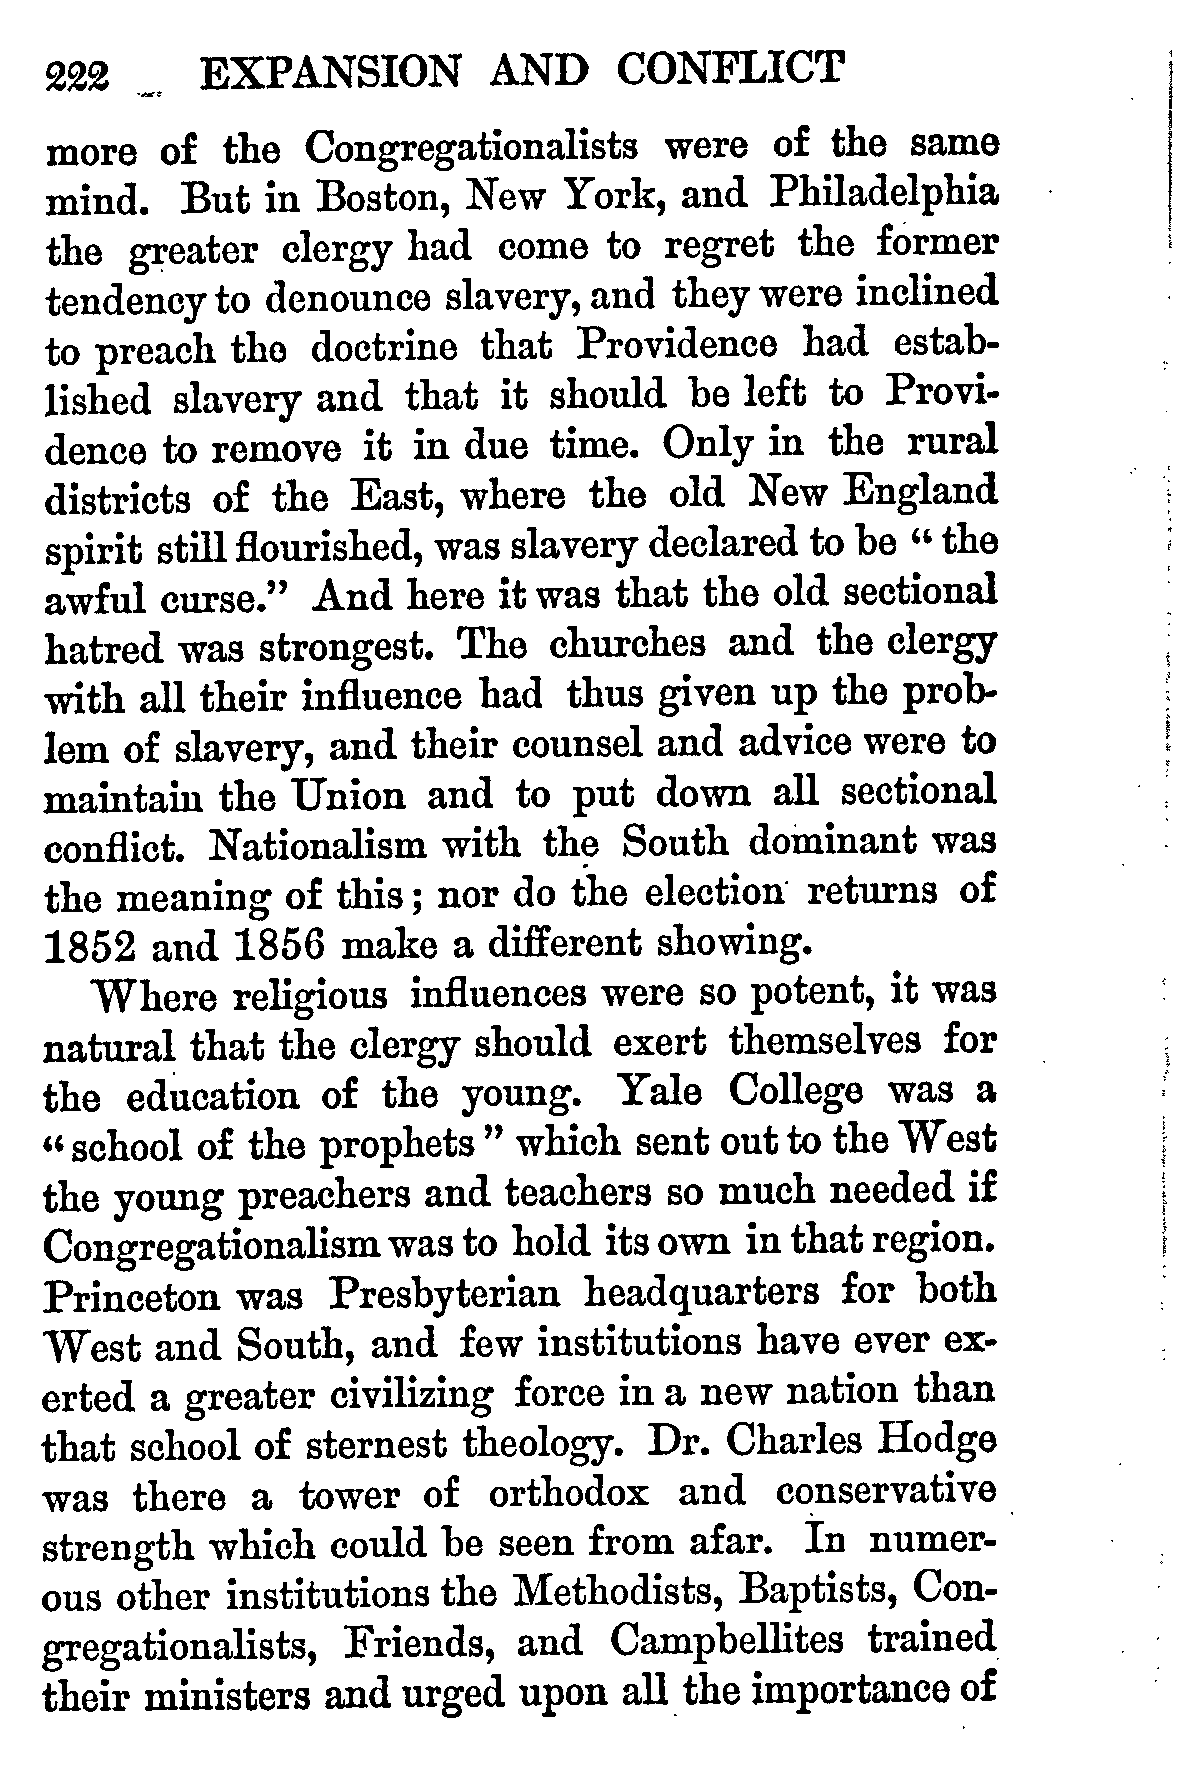 222 EXPANSION AND CONFLICT
more of the Congregationalists were of the same
mind. But in Boston, New York, and Philadelphia
the greater clergy had come to regret the former
tendency to denounce slavery, and they were inclined
to preach the doctrine that Providence had estab-
lished slavery and that it should be left to Provi-
dence to remove it in due time. Only in the rural
districts of the East, where the old New England
spirit still flourished, was slavery declared to be “ the
awful curse.” And here it was that the old sectional
hatred was strongest. The churches and the clergy
with all their influence had thus given up the prob-
lem of slavery, and their counsel and advice were to
maintain the Union and to put down all sectional
conflict. Nationalism with the South dominant was
the meaning of this ; nor do the election returns of
1852 and 1856 make a different showing.
Where religious influences were so potent, it was
natural that the clergy should exert themselves for
the education of the young. Yale College was a
“ school of the prophets ” which sent out to the West
the young preachers and teachers so much needed if
Congregationalism was to hold its own in that region.
Princeton was Presbyterian headquarters for both
West and South, and few institutions have ever ex-
erted a greater civilizing force in a new nation than
that school of sternest theology. Dr. Charles Hodge
was there a tower of orthodox and conservative
strength which could be seen from afar. In numer-
ous other institutions the Methodists, Baptists, Con-
gregationalists, Friends, and Campbellites trained
their ministers and urged upon all the importance of